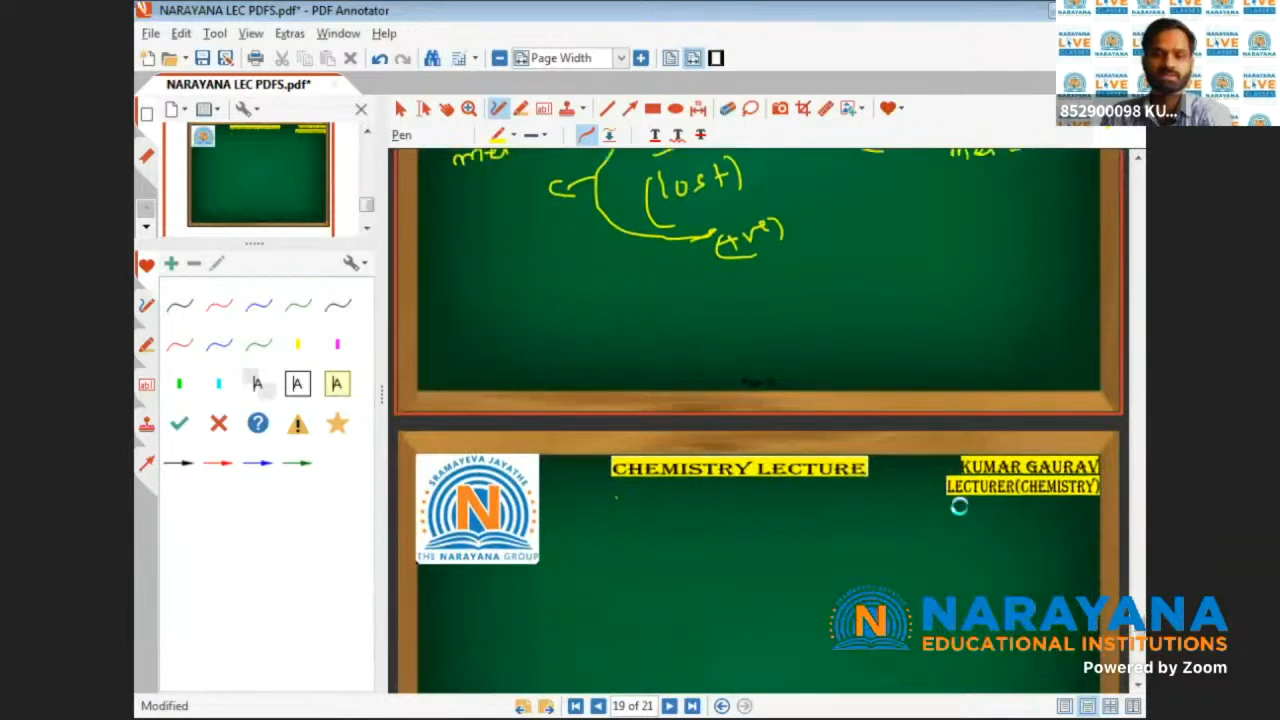 NARAYANA LEC PDFS.pdf* - PDF Annotator
File Edit Tool View Extras Window Help
Page Width
NARAYANA LEC PDFS.pdf*
Pen
852900098 KU...
(lost)
(+ve)
SRAMAYEVA JAYATHE
N
THE NARAYANA GROUP
CHEMISTRY LECTURE
KUMAR GAURAV
LECTURER(CHEMISTRY)
N
NARAYANA
EDUCATIONAL INSTITUTIONS
Powered by Zoom
Modified
19 of 21